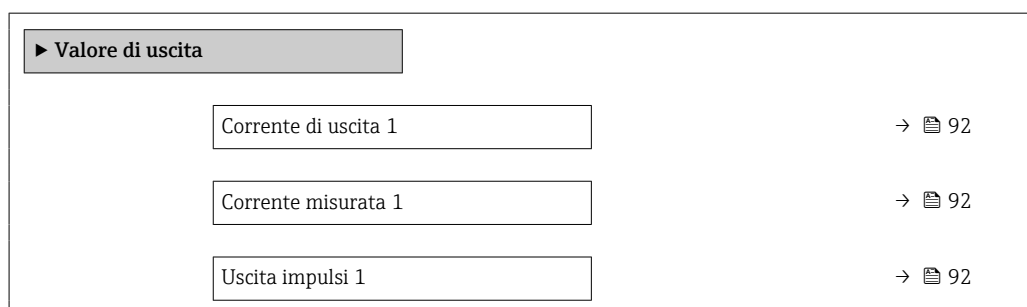 ▶ Valore di uscita
Corrente di uscita 1 → 92
Corrente misurata 1 → 92
Uscita impulsi 1 → 92